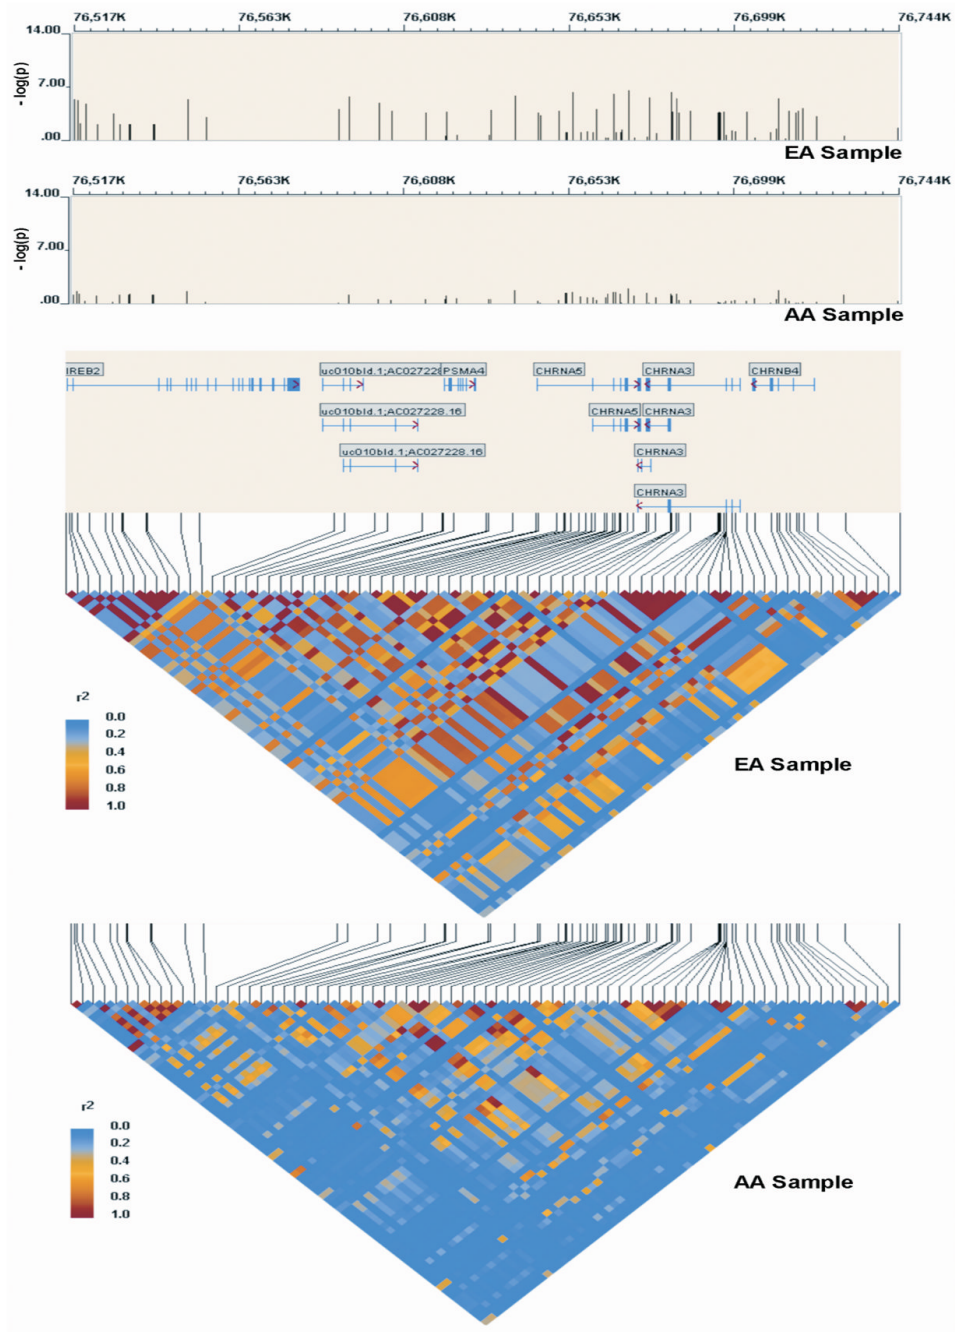 76,517K 76,563K 76,608K 76,653K 76,699K 76,744K
14.00
7.00
.00
- log(p)
EA Sample
76,517K 76,563K 76,608K 76,653K 76,699K 76,744K
14.00
7.00
.00
- log(p)
AA Sample
IREB2 uc010bld.1;AC027228 PSMA4 CHRNA5 CHRNA3 CHRNB4
uc010bld.1;AC027228.16 CHRNA5 CHRNA3
uc010bld.1;AC027228.16 CHRNA3
CHRNA3
r2
0.0
0.2
0.4
0.6
0.8
1.0
EA Sample
r2
0.0
0.2
0.4
0.6
0.8
1.0
AA Sample